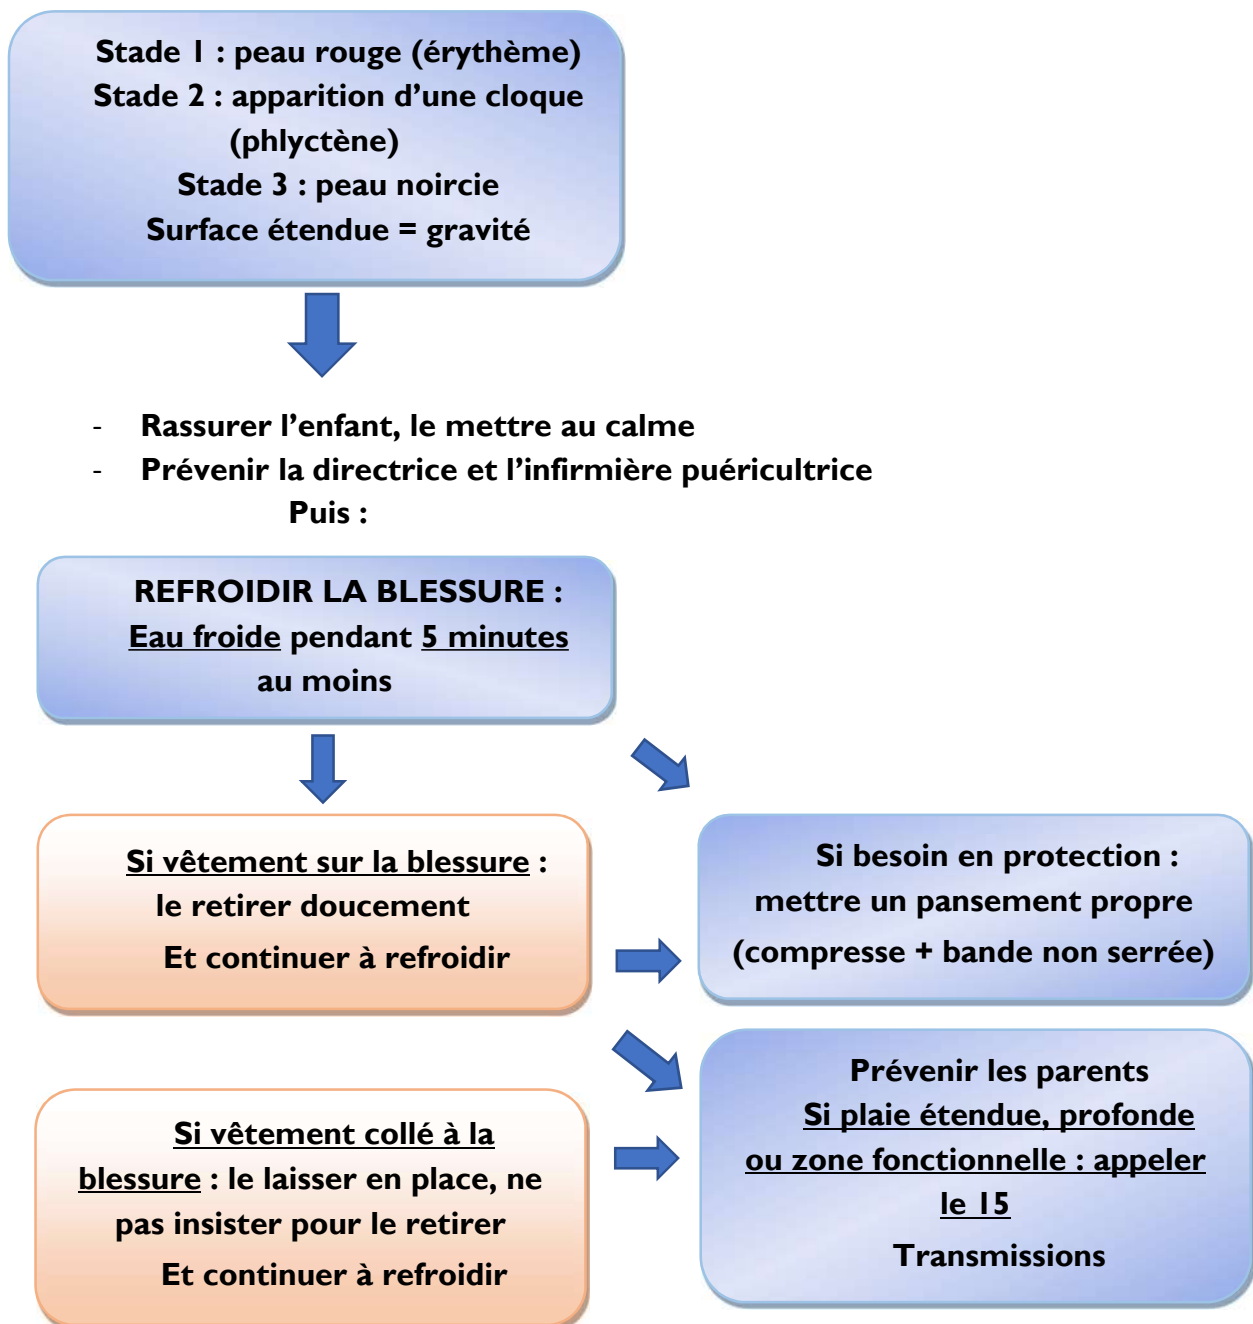 Stade 1 : peau rouge (érythème)
Stade 2 : apparition d’une cloque
(phlyctène)
Stade 3 : peau noircie
Surface étendue = gravité
- Rassurer l’enfant, le mettre au calme
- Prévenir la directrice et l’infirmière puéricultrice
Puis :
REFROIDIR LA BLESSURE :
Eau froide pendant 5 minutes
au moins
Si vêtement sur la blessure :
le retirer doucement
Et continuer à refroidir
Si besoin en protection :
mettre un pansement propre
(compresse + bande non serrée)
Si vêtement collé à la
blessure : le laisser en place, ne
pas insister pour le retirer
Et continuer à refroidir
Prévenir les parents
Si plaie étendue, profonde
ou zone fonctionnelle : appeler
le 15
Transmissions